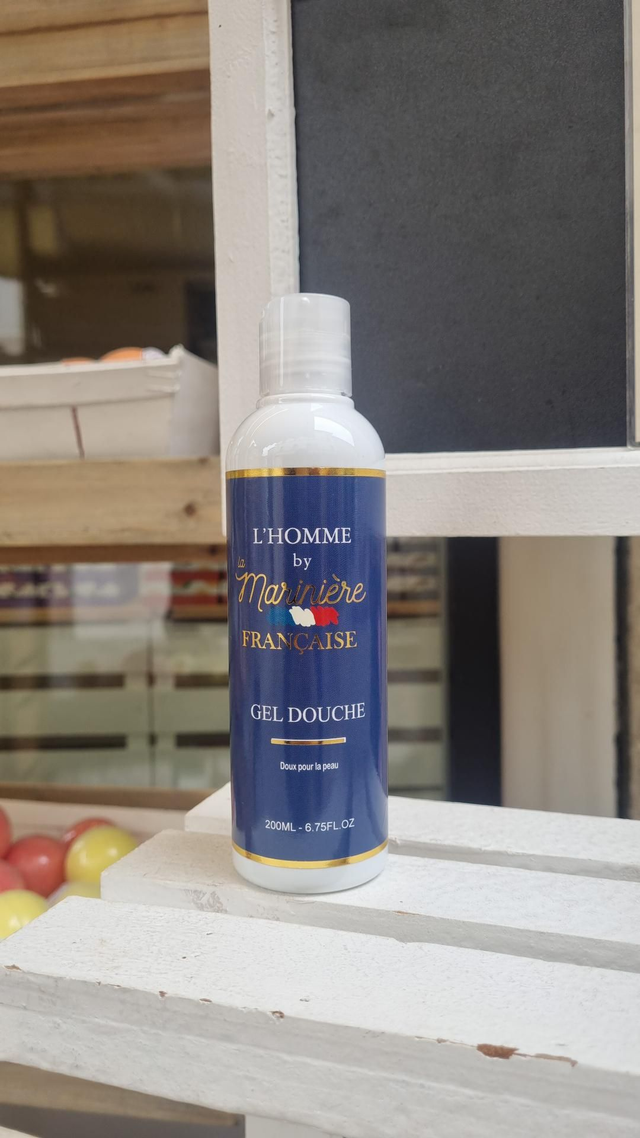 L'HOMME
by
la
Marinière
FRANÇAISE
GEL DOUCHE
Doux pour la peau
200ML - 6.75FL.OZ